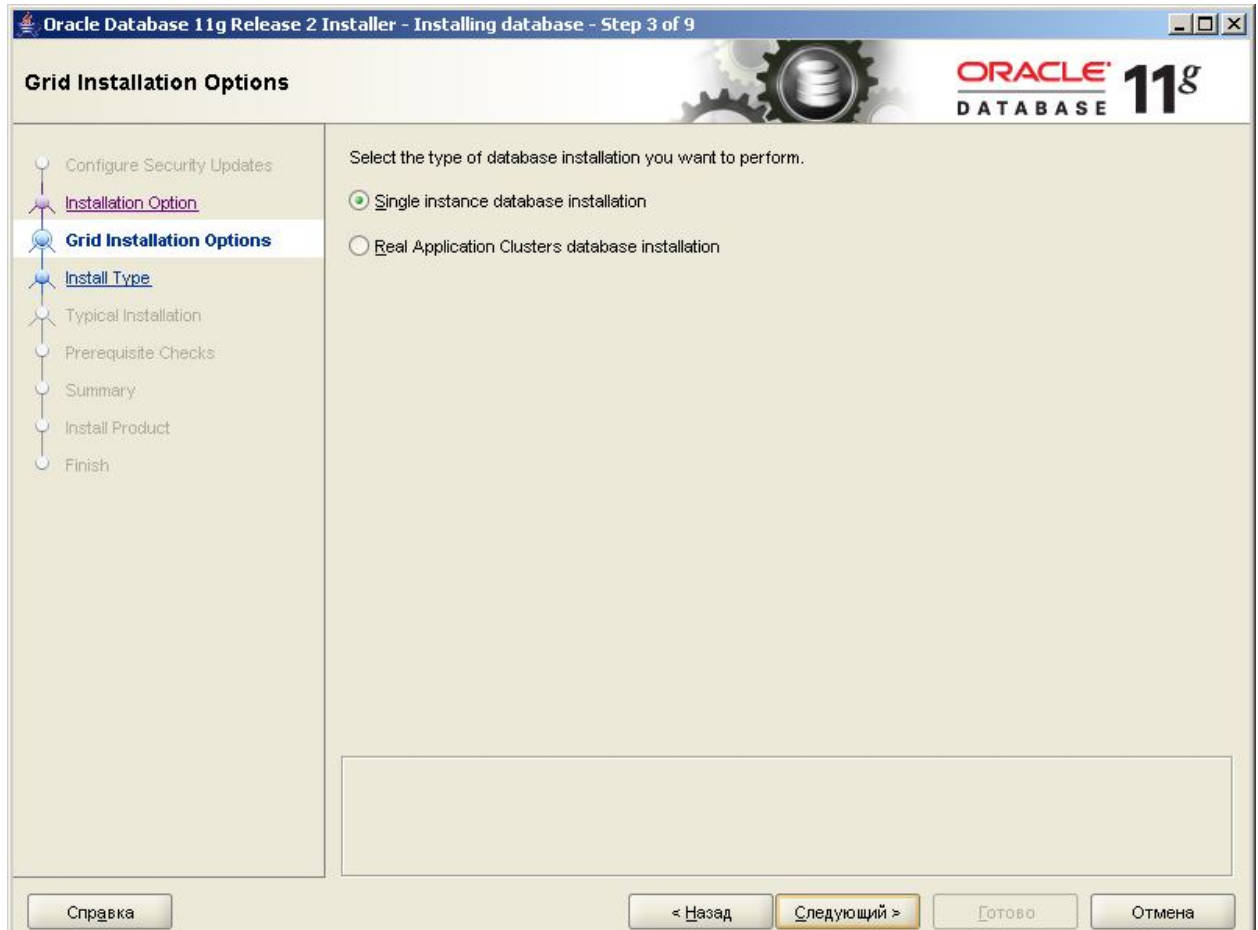 Oracle Database 11g Release 2 Installer - Installing database - Step 3 of 9
Grid Installation Options
ORACLE DATABASE 11g
Configure Security Updates
Installation Option
Grid Installation Options
Install Type
Typical Installation
Prerequisite Checks
Summary
Install Product
Finish
Select the type of database installation you want to perform.
Single instance database installation
Real Application Clusters database installation
Справка
< Назад
Следующий >
Готово
Отмена